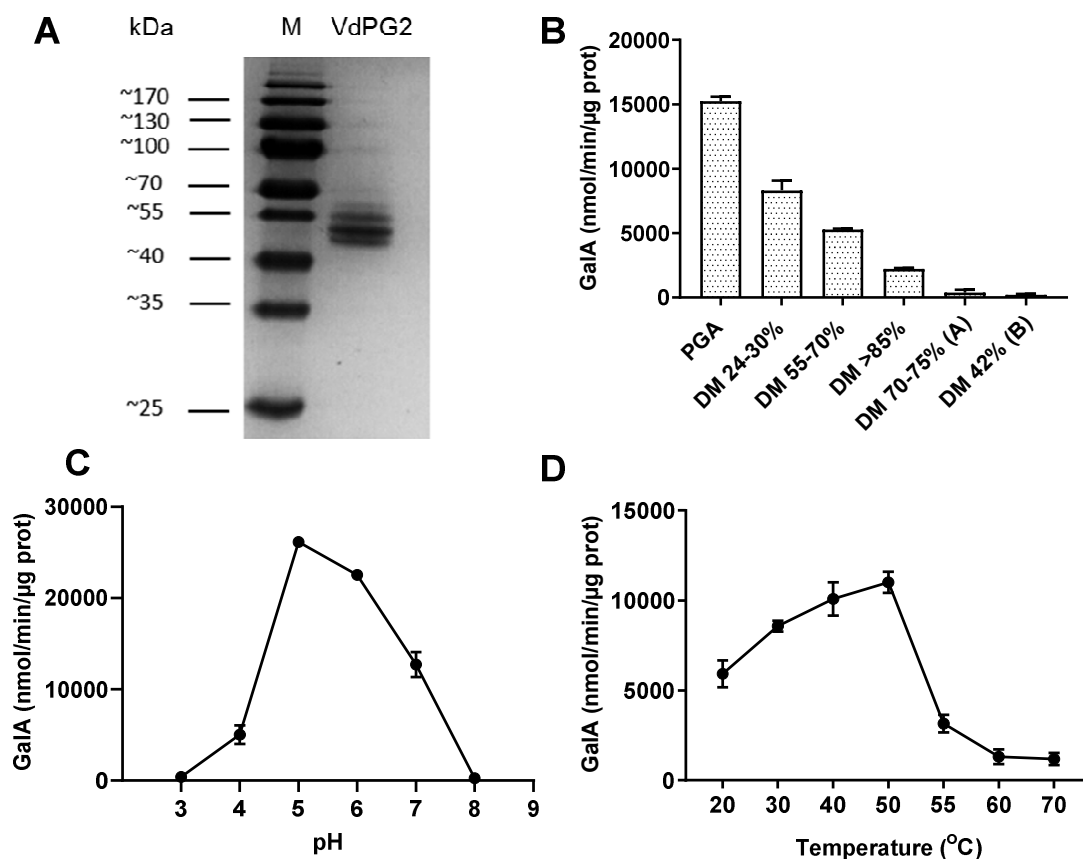 A
kDa M VdPG2
~170
~130
~100
~70
~55
~40
~35
~25
B
GalA (nmol/min/µg prot)
20000
15000
10000
5000
0
PGA
DM 24-30%
DM 55-70%
DM >85%
DM 70-75% (A)
DM 42% (B)
C
GalA (nmol/min/µg prot)
30000
20000
10000
0
3 4 5 6 7 8 9
pH
D
GalA (nmol/min/µg prot)
15000
10000
5000
0
20 30 40 50 55 60 70
Temperature (°C)